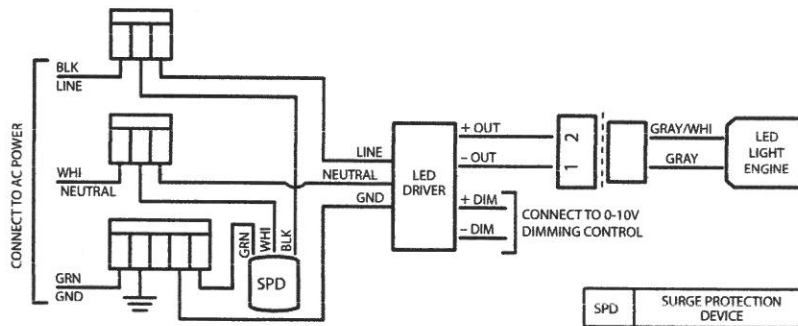 CONNECT TO AC POWER
BLK
LINE
WHI
NEUTRAL
GRN
GND
GRN
WHI
BLK
SPD
LINE
NEUTRAL
GND
LED
DRIVER
+ OUT
– OUT
+ DIM
– DIM
2
1
GRAY/WHI
GRAY
LED
LIGHT
ENGINE
CONNECT TO 0-10V
DIMMING CONTROL
SPD
SURGE PROTECTION
DEVICE